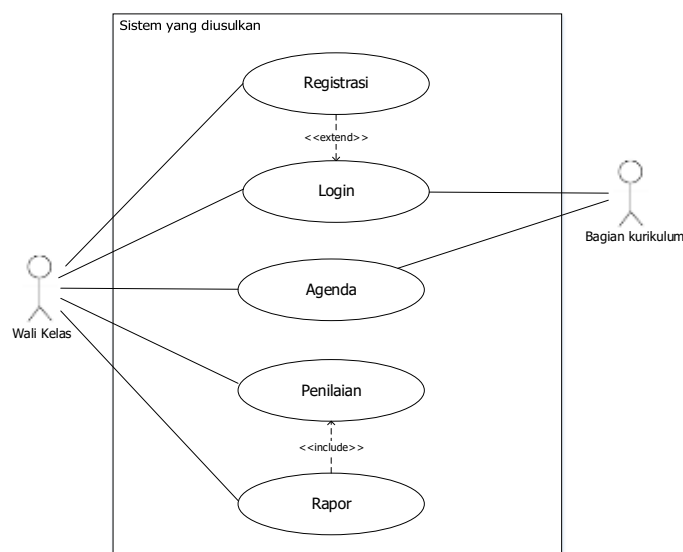 Sistem yang diusulkan
Registrasi
<<extend>>
Login
Bagian kurikulum
Agenda
Wali Kelas
Penilaian
<<include>>
Rapor